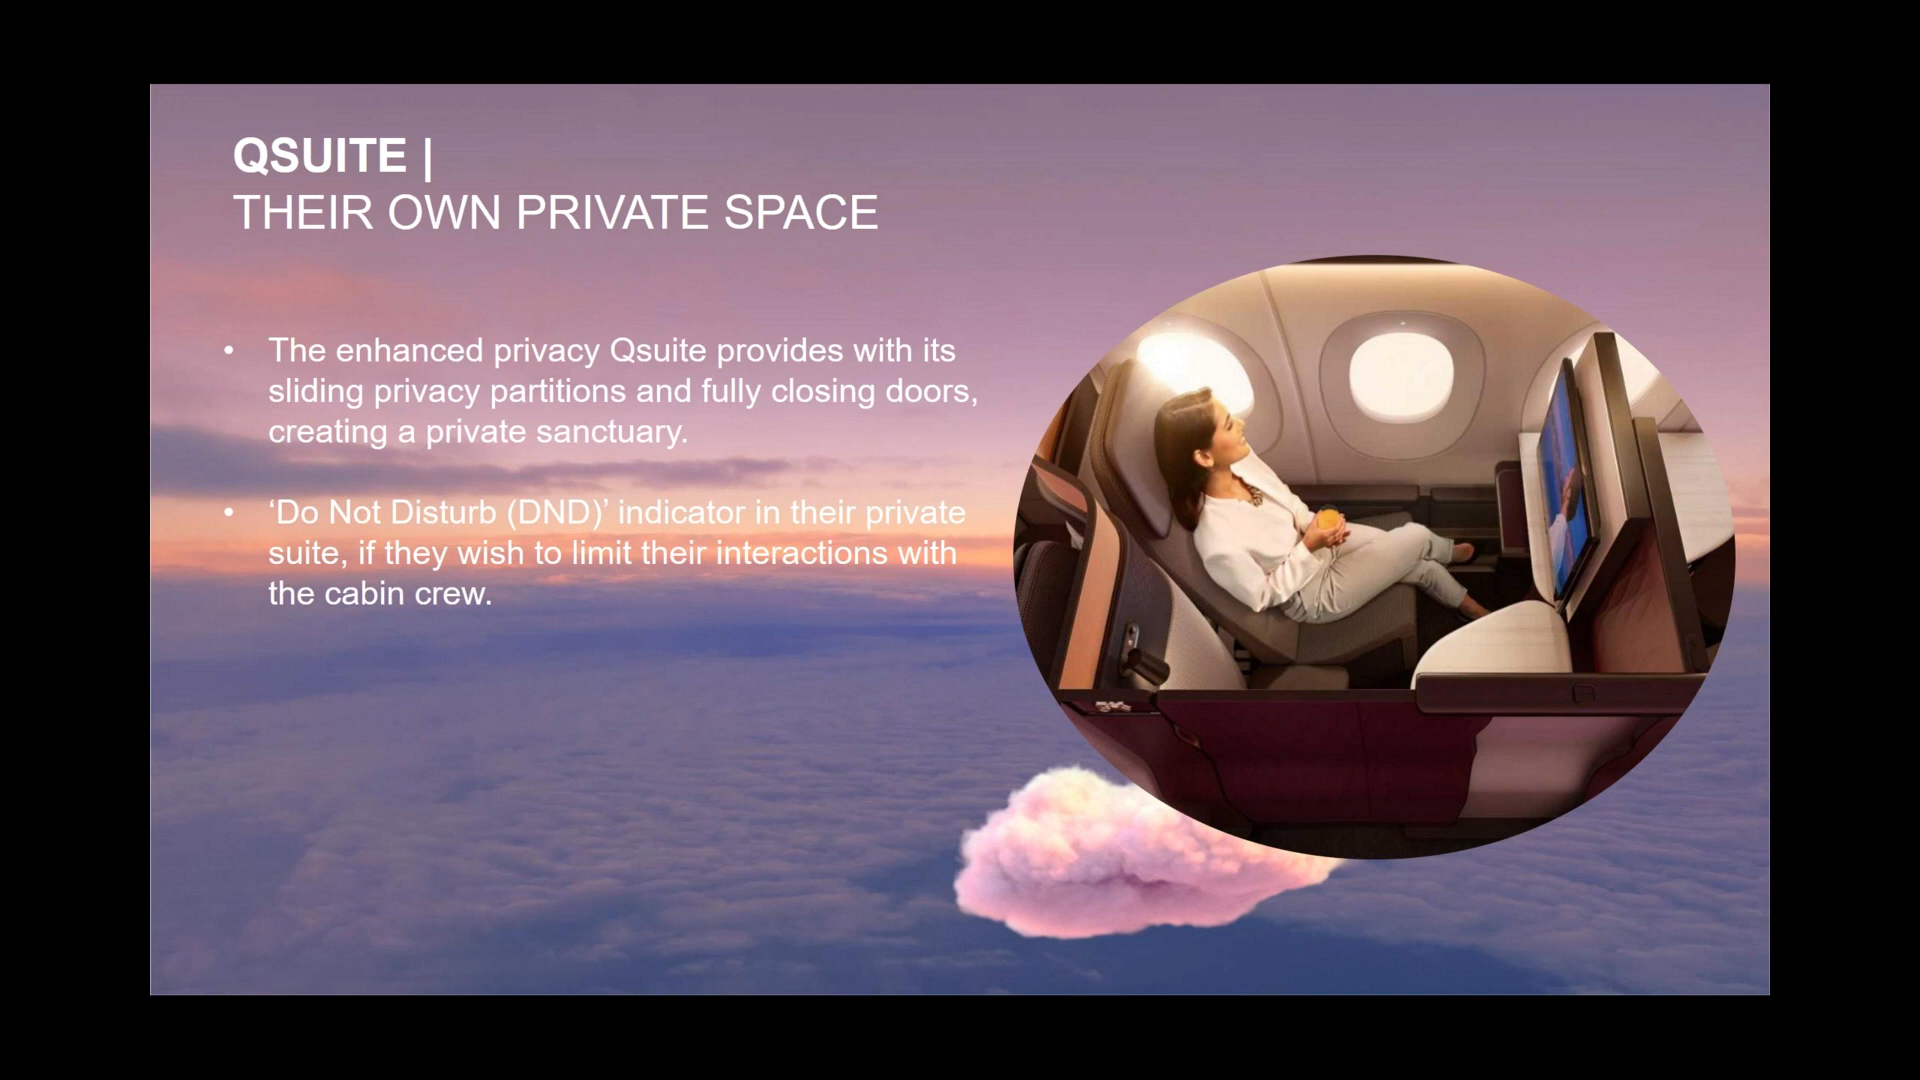 QSUITE |
THEIR OWN PRIVATE SPACE
• The enhanced privacy Qsuite provides with its
sliding privacy partitions and fully closing doors,
creating a private sanctuary.
• ‘Do Not Disturb (DND)’ indicator in their private
suite, if they wish to limit their interactions with
the cabin crew.